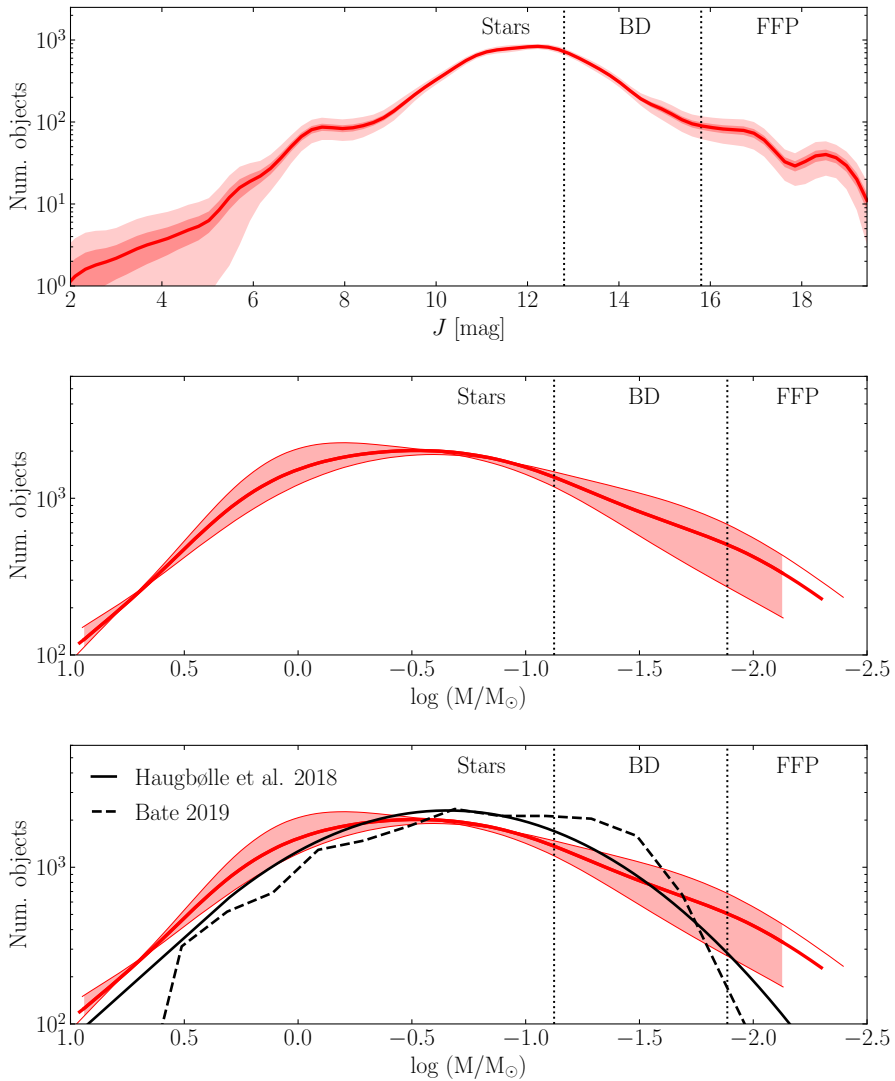 Stars BD FFP
10³
10²
10¹
10⁰
Num. objects
2 4 6 8 10 12 14 16 18
J [mag]
Stars BD FFP
10³
10²
Num. objects
1.0 0.5 0.0 −0.5 −1.0 −1.5 −2.0 −2.5
log (M/M☉)
Stars BD FFP
Haugbølle et al. 2018
Bate 2019
10³
10²
Num. objects
1.0 0.5 0.0 −0.5 −1.0 −1.5 −2.0 −2.5
log (M/M☉)